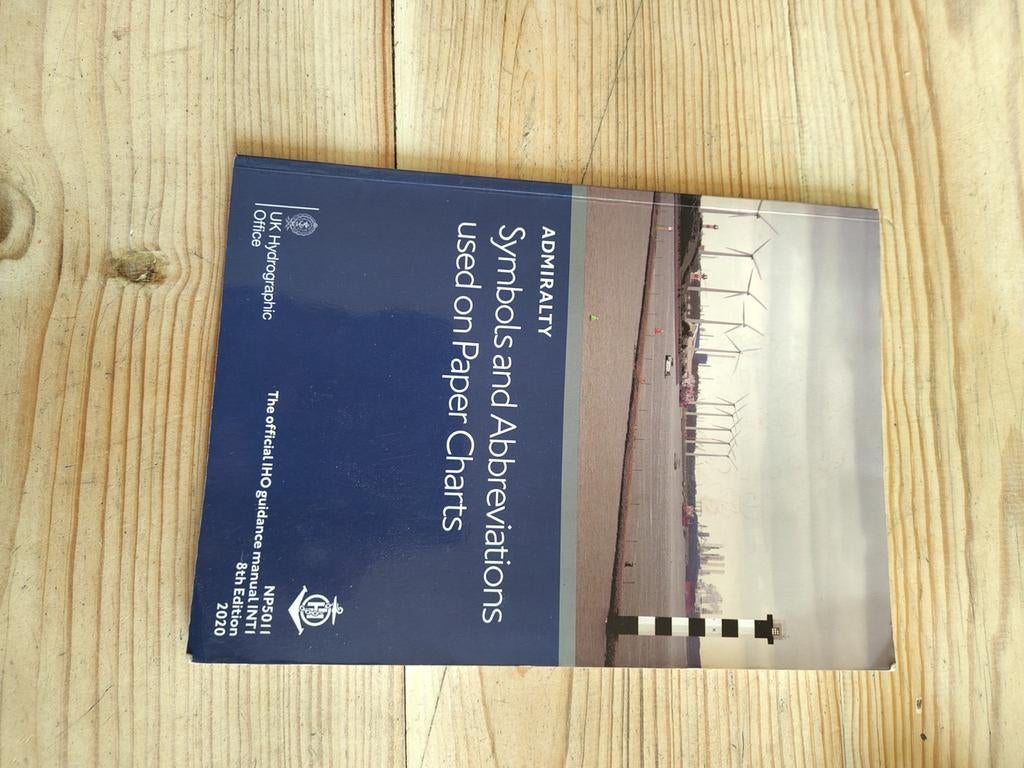 ADMIRALTY
Symbols and Abbreviations
used on Paper Charts
UK Hydrographic
Office
NP5011
The official IHO guidance manual INT1
8th Edition
2020